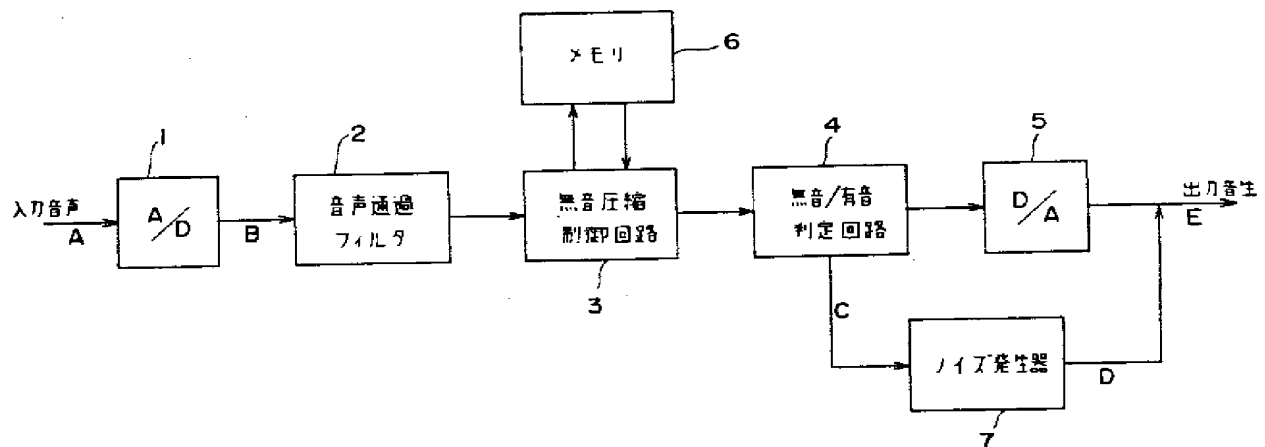 6
メモリ
1
2
4
5
入力音声
A
A/D
B
音声通過
フィルタ
無音圧縮
制御回路
3
無音/有音
判定回路
D/A
出力音生
E
C
ノイズ発生器
D
7